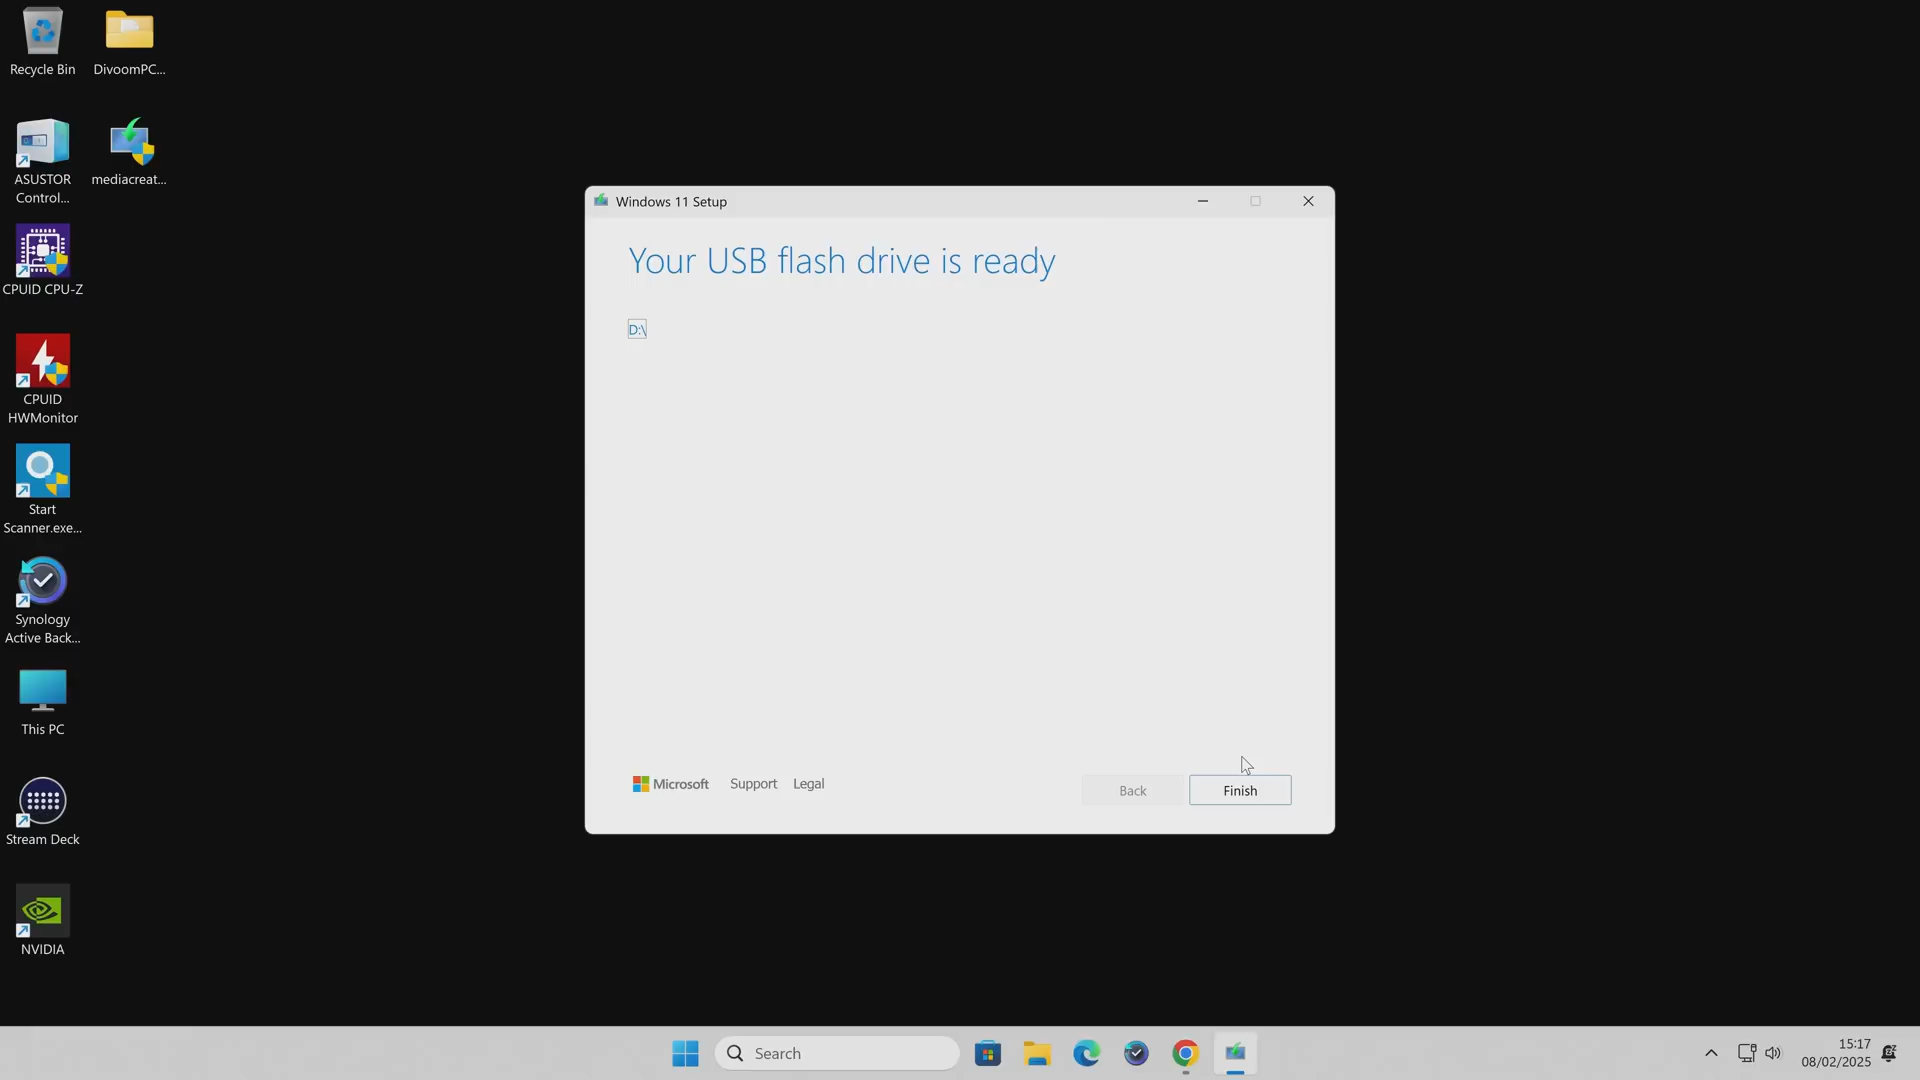 Recycle Bin
DivoomPC...
ASUSTOR
Control...
mediacreat...
CPUID CPU-Z
CPUID
HWMonitor
Start
Scanner.exe...
Synology
Active Back...
This PC
Stream Deck
NVIDIA
Windows 11 Setup
Your USB flash drive is ready
D:\
Microsoft
Support
Legal
Back
Finish
Search
15:17
08/02/2025